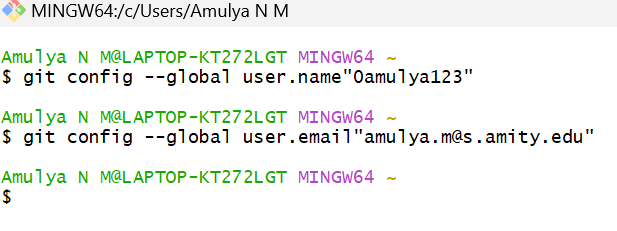 MINGW64:/c/Users/Amulya N M
Amulya N M@LAPTOP-KT272LGT MINGW64 ~
$ git config --global user.name"0amulya123"
Amulya N M@LAPTOP-KT272LGT MINGW64 ~
$ git config --global user.email"amulya.m@s.amity.edu"
Amulya N M@LAPTOP-KT272LGT MINGW64 ~
$